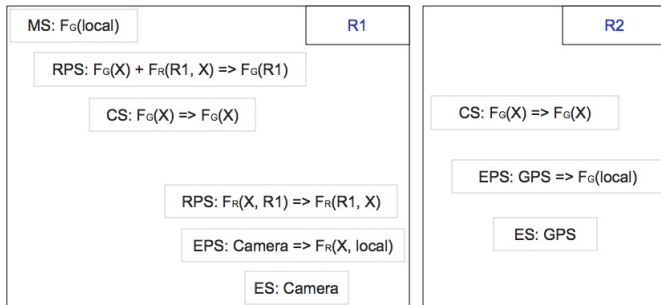 MS: FG(local)
R1
RPS: FG(X) + FR(R1, X) => FG(R1)
CS: FG(X) => FG(X)
RPS: FR(X, R1) => FR(R1, X)
EPS: Camera => FR(X, local)
ES: Camera
R2
CS: FG(X) => FG(X)
EPS: GPS => FG(local)
ES: GPS